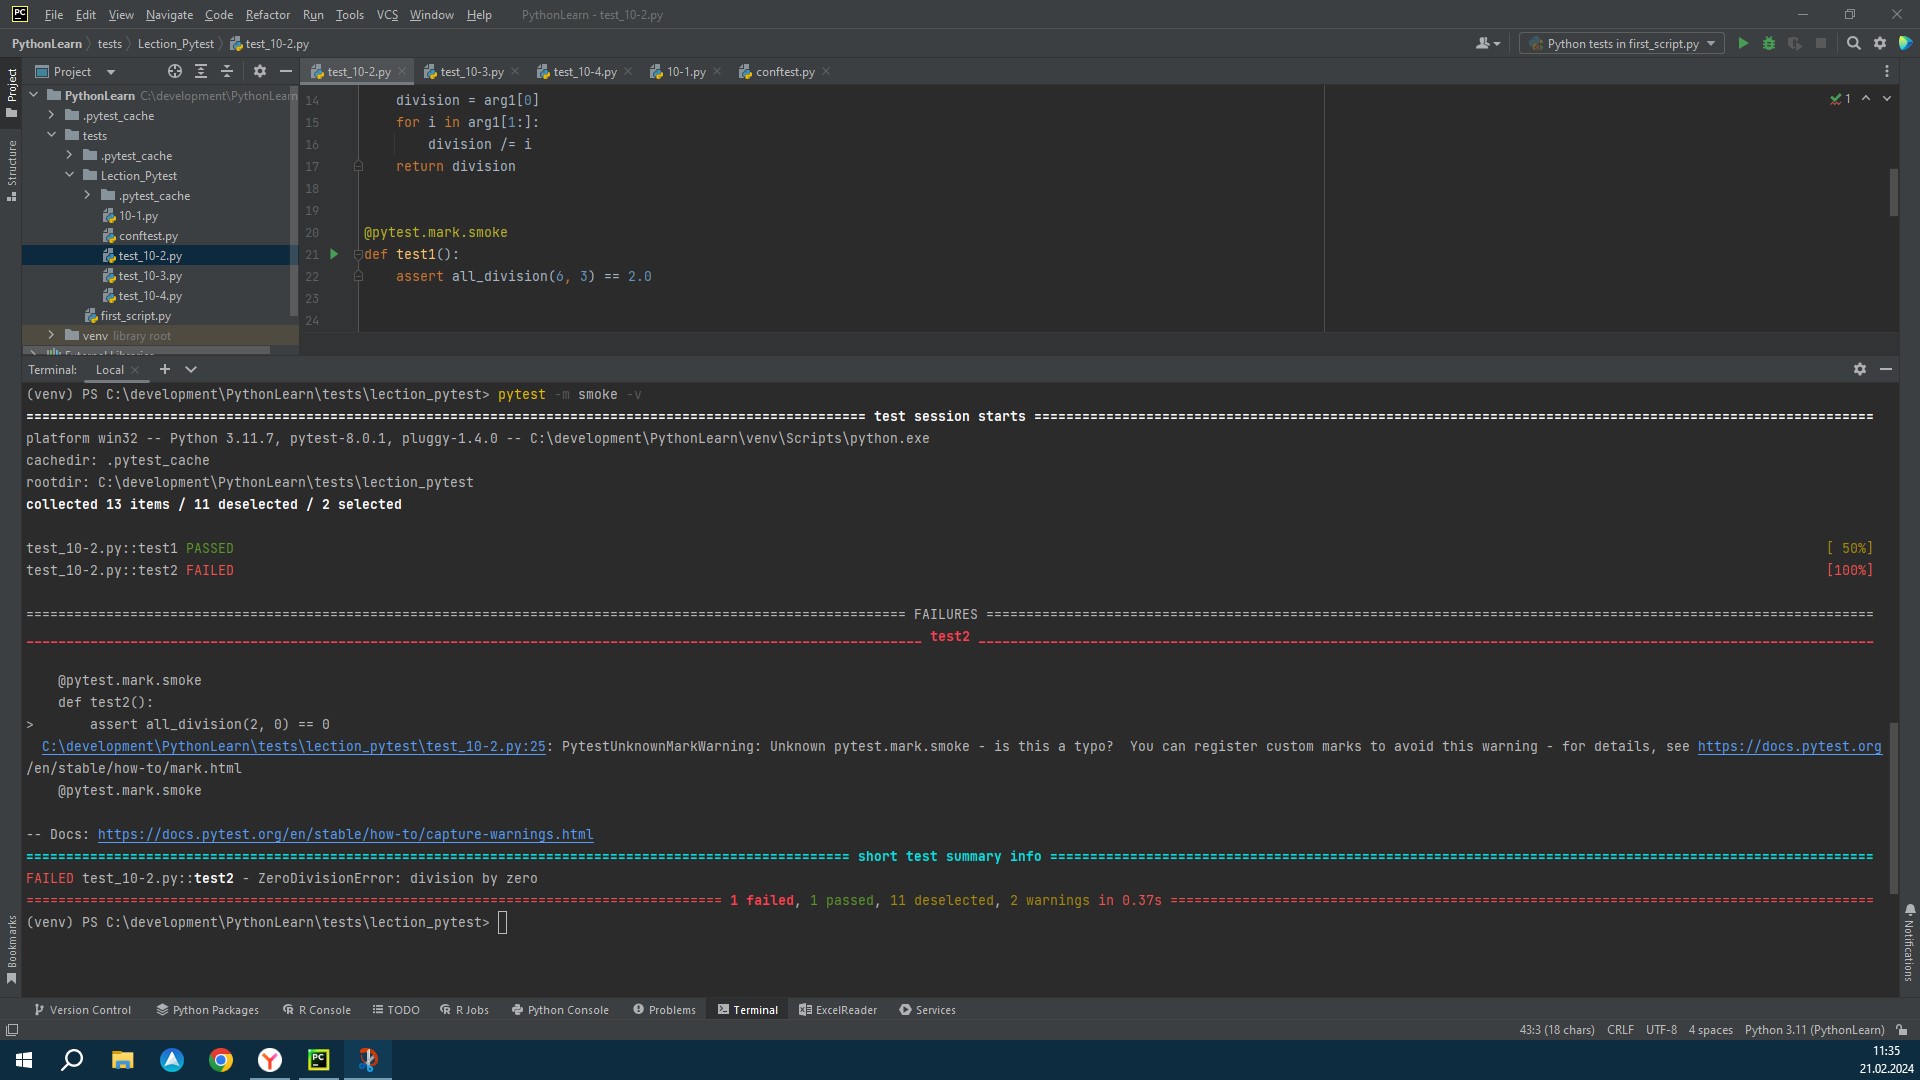 PC File Edit View Navigate Code Refactor Run Tools VCS Window Help PythonLearn - test_10-2.py
PythonLearn tests Lection_Pytest test_10-2.py Python tests in first_script.py
Project
test_10-2.py test_10-3.py test_10-4.py 10-1.py conftest.py
Project
Structure
Bookmarks
Notifications
PythonLearn C:\development\PythonLearn
.pytest_cache
tests
.pytest_cache
Lection_Pytest
.pytest_cache
10-1.py
conftest.py
test_10-2.py
test_10-3.py
test_10-4.py
first_script.py
venv library root
External Libraries
14 division = arg1[0]
15 for i in arg1[1:]:
16 division /= i
17 return division
18
19
20 @pytest.mark.smoke
21 def test1():
22 assert all_division(6, 3) == 2.0
23
24
1
Terminal: Local
(venv) PS C:\development\PythonLearn\tests\lection_pytest> pytest -m smoke -v
test session starts
platform win32 -- Python 3.11.7, pytest-8.0.1, pluggy-1.4.0 -- C:\development\PythonLearn\venv\Scripts\python.exe
cachedir: .pytest_cache
rootdir: C:\development\PythonLearn\tests\lection_pytest
collected 13 items / 11 deselected / 2 selected
test_10-2.py::test1 PASSED [ 50%]
test_10-2.py::test2 FAILED [100%]
FAILURES
test2
@pytest.mark.smoke
def test2():
> assert all_division(2, 0) == 0
C:\development\PythonLearn\tests\lection_pytest\test_10-2.py:25: PytestUnknownMarkWarning: Unknown pytest.mark.smoke - is this a typo? You can register custom marks to avoid this warning - for details, see https://docs.pytest.org
/en/stable/how-to/mark.html
@pytest.mark.smoke
-- Docs: https://docs.pytest.org/en/stable/how-to/capture-warnings.html
short test summary info
FAILED test_10-2.py::test2 - ZeroDivisionError: division by zero
1 failed, 1 passed, 11 deselected, 2 warnings in 0.37s
(venv) PS C:\development\PythonLearn\tests\lection_pytest>
Version Control Python Packages R Console TODO R Jobs Python Console Problems Terminal ExcelReader Services
43:3 (18 chars) CRLF UTF-8 4 spaces Python 3.11 (PythonLearn)
PC
11:35
21.02.2024